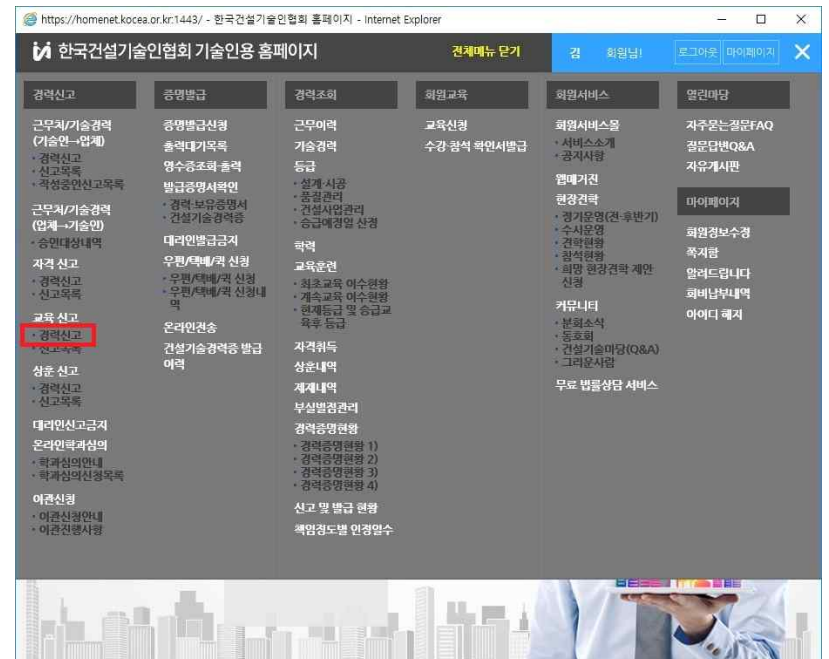 https://homenet.kocea.or.kr:1443/ - 한국건설기술인협회 홈페이지 - Internet Explorer
한국건설기술인협회 기술인용 홈페이지
전체메뉴 닫기
김 회원님!
로그아웃
마이페이지
경력신고
근무처/기술경력
(기술인→업체)
· 경력신고
· 신고목록
· 작성중인신고목록
근무처/기술경력
(업체→기술인)
· 승인대상내역
자격 신고
· 경력신고
· 신고목록
교육 신고
· 경력신고
· 신고목록
상훈 신고
· 경력신고
· 신고목록
대리인신고금지
온라인학과심의
· 학과심의안내
· 학과심의신청목록
이관신청
· 이관신청안내
· 이관진행사항
증명발급
증명발급신청
출력대기목록
영수증조회·출력
발급증명서확인
· 경력·보유증명서
· 건설기술경력증
대리인발급금지
우편/택배/퀵 신청
· 우편/택배/퀵 신청
· 우편/택배/퀵 신청내
역
온라인전송
건설기술경력증 발급
이력
경력조회
근무이력
기술경력
등급
· 설계·시공
· 품질관리
· 건설사업관리
· 승급예정일 산정
학력
교육훈련
· 최초교육 이수현황
· 계속교육 이수현황
· 현재등급 및 승급교
육후 등급
자격취득
상훈내역
제재내역
부실벌점관리
경력증명현황
· 경력증명현황 1)
· 경력증명현황 2)
· 경력증명현황 3)
· 경력증명현황 4)
신고 및 발급 현황
책임정도별 인정일수
회원교육
교육신청
수강·참석 확인서발급
회원서비스
회원서비스몰
· 서비스소개
· 공지사항
웹매거진
현장견학
· 정기운영(전·후반기)
· 수시운영
· 견학현황
· 참석현황
· 희망 현장견학 제안
신청
커뮤니티
· 분회소식
· 동호회
· 건설기술마당(Q&A)
· 그리운사람
무료 법률상담 서비스
열린마당
자주묻는질문FAQ
질문답변Q&A
자유게시판
마이페이지
회원정보수정
쪽지함
알려드립니다
회비납부내역
아이디 해지